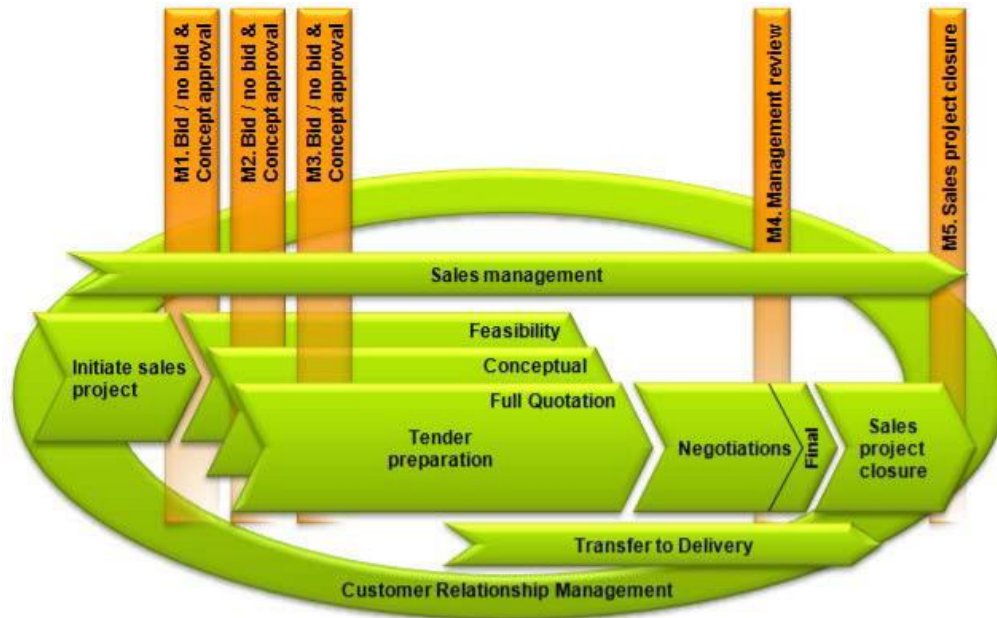 M1. Bid / no bid &
Concept approval
M2. Bid / no bid &
Concept approval
M3. Bid / no bid &
Concept approval
M4. Management review
M5. Sales project closure
Sales management
Initiate sales
project
Feasibility
Conceptual
Full Quotation
Tender
preparation
Negotiations
Final
Sales
project
closure
Transfer to Delivery
Customer Relationship Management